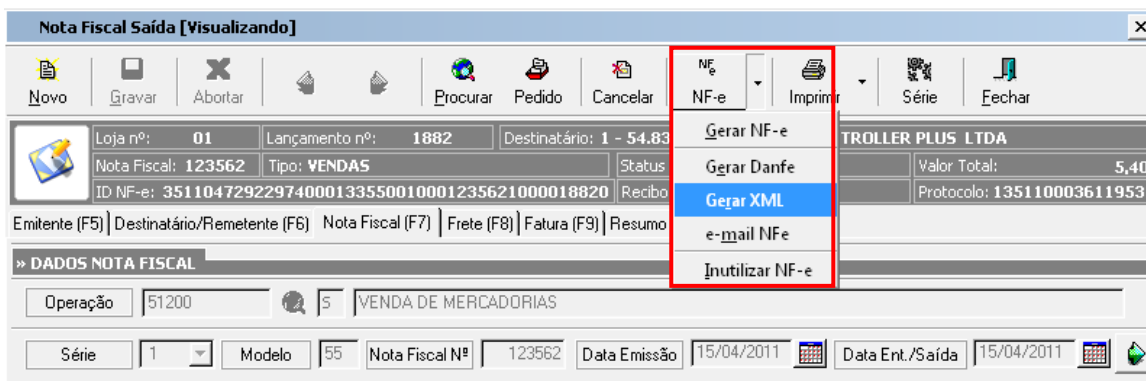 Nota Fiscal Saída [Visualizando]
Novo Gravar Abortar Procurar Pedido Cancelar NFe NF-e Imprimir Série Fechar
Gerar NF-e
Gerar Danfe
Gerar XML
e-mail NFe
Inutilizar NF-e
Loja nº: 01 Lançamento nº: 1882 Destinatário: 1 - 54.83 TROLLER PLUS LTDA
Nota Fiscal: 123562 Tipo: VENDAS Status Valor Total: 5,40
ID NF-e: Recibo Protocolo: 135110003611953
Emitente (F5) Destinatário/Remetente (F6) Nota Fiscal (F7) Frete (F8) Fatura (F9) Resumo
» DADOS NOTA FISCAL
Operação 51200 S VENDA DE MERCADORIAS
Série 1 Modelo 55 Nota Fiscal Nº 123562 Data Emissão 15/04/2011 Data Ent./Saída 15/04/2011